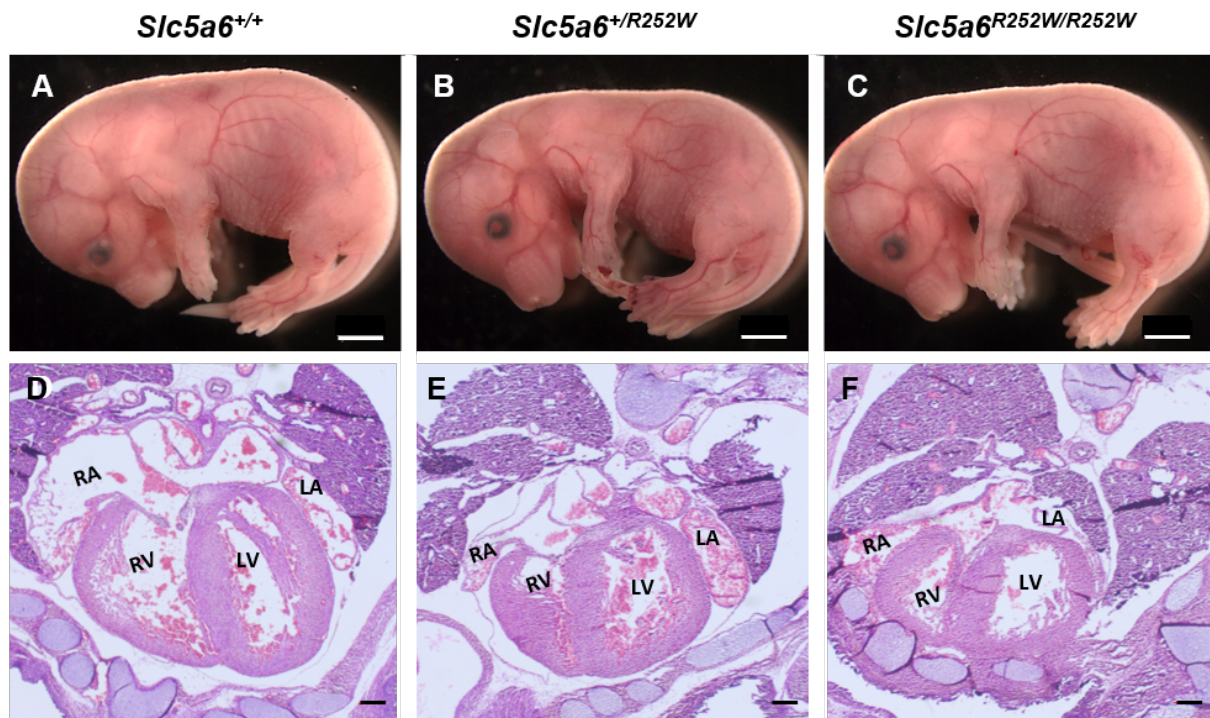 Slc5a6+/+ Slc5a6+/R252W Slc5a6R252W/R252W
A B C
D E F
RA LA RV LV
RA LA RV LV
RA LA RV LV